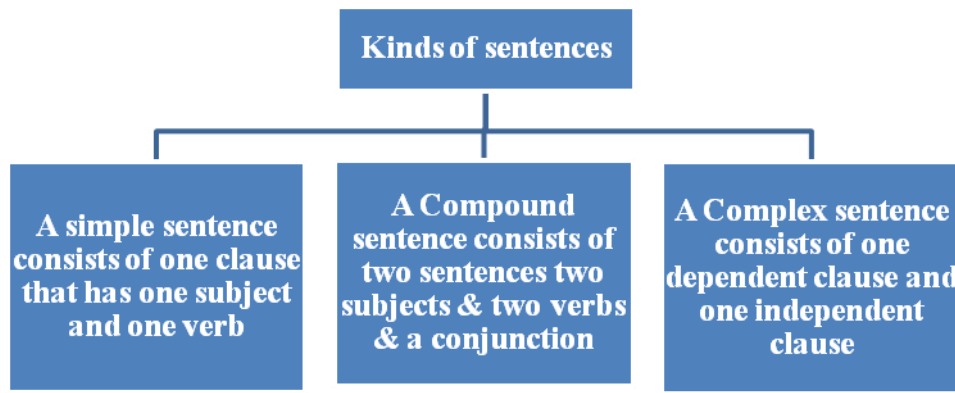 Kinds of sentences
A simple sentence
consists of one clause
that has one subject
and one verb
A Compound
sentence consists of
two sentences two
subjects & two verbs
& a conjunction
A Complex sentence
consists of one
dependent clause and
one independent
clause